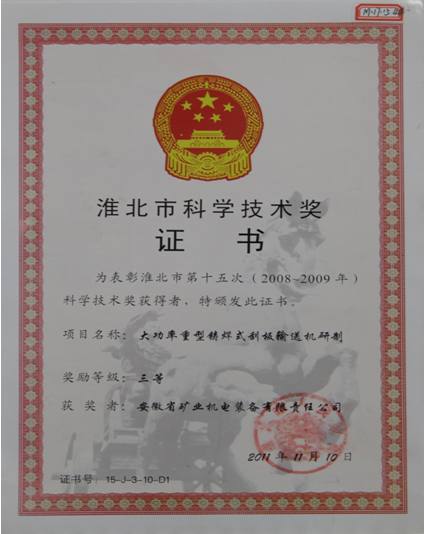 淮北市科学技术奖
证 书
为表彰淮北市第十五次（2008~2009年）
科学技术奖获得者，特颁发此证书。
项目名称：大功率重型铸焊式刮板输送机研制
奖励等级：三等
获 奖 者：安徽省矿业机电装备有限责任公司
2011年11月10日
证书号：15-J-3-10-D1